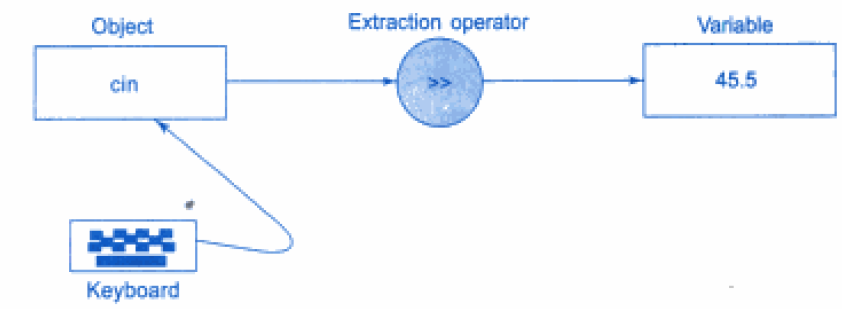 Object
Extraction operator
Variable
cin
>>
45.5
Keyboard